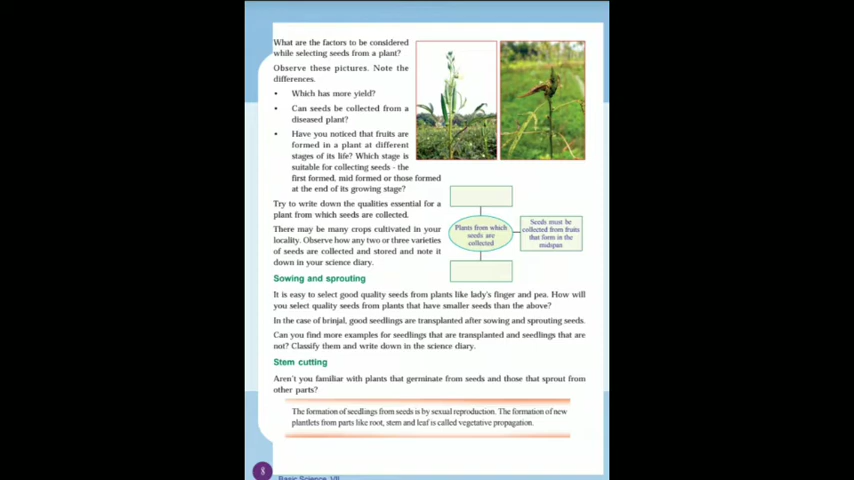 What are the factors to be considered
while selecting seeds from a plant?
Observe these pictures. Note the
differences.
• Which has more yield?
• Can seeds be collected from a
diseased plant?
• Have you noticed that fruits are
formed in a plant at different
stages of its life? Which stage is
suitable for collecting seeds - the
first formed, mid formed or those formed
at the end of its growing stage?
Try to write down the qualities essential for a
plant from which seeds are collected.
There may be many crops cultivated in your
locality. Observe how any two or three varieties
of seeds are collected and stored and note it
down in your science diary.
Plants from which
seeds are
collected
Seeds must be
collected from fruits
that form in the
midspan
Sowing and sprouting
It is easy to select good quality seeds from plants like lady's finger and pea. How will
you select quality seeds from plants that have smaller seeds than the above?
In the case of brinjal, good seedlings are transplanted after sowing and sprouting seeds.
Can you find more examples for seedlings that are transplanted and seedlings that are
not? Classify them and write down in the science diary.
Stem cutting
Aren't you familiar with plants that germinate from seeds and those that sprout from
other parts?
The formation of seedlings from seeds is by sexual reproduction. The formation of new
plantlets from parts like root, stem and leaf is called vegetative propagation.
8
Basic Science, VII